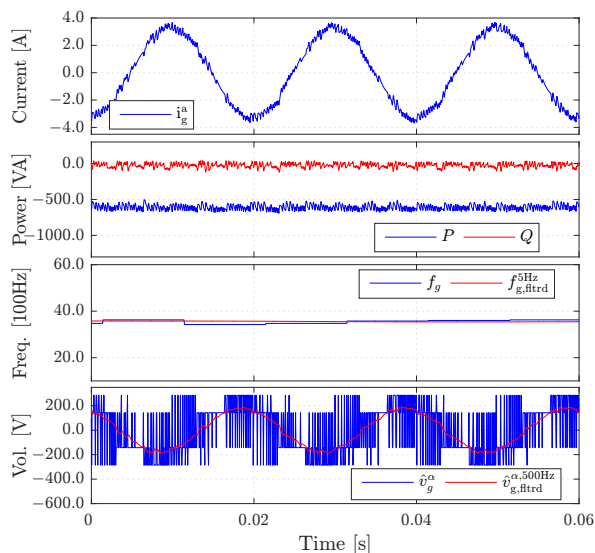 Current [A]
4.0
2.0
0.0
−2.0
−4.0
i_g^a
Power [VA]
0.0
−500.0
−1000.0
P Q
Freq. [100Hz]
60.0
40.0
20.0
f_g f_{g,fltrd}^{5Hz}
Vol. [V]
200.0
0.0
−200.0
−400.0
−600.0
v̂_g^α v̂_{g,fltrd}^{α,500Hz}
0 0.02 0.04 0.06
Time [s]